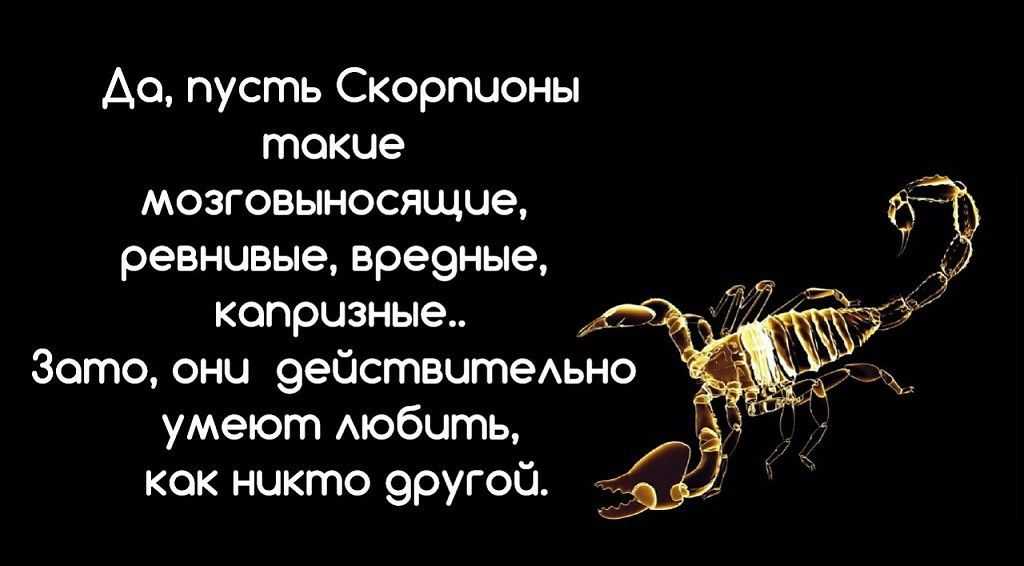 Да, пусть Скорпионы
такие
мозговыносящие,
ревнивые, вредные,
капризные..
Зато, они действительно
умеют любить,
как никто другой.